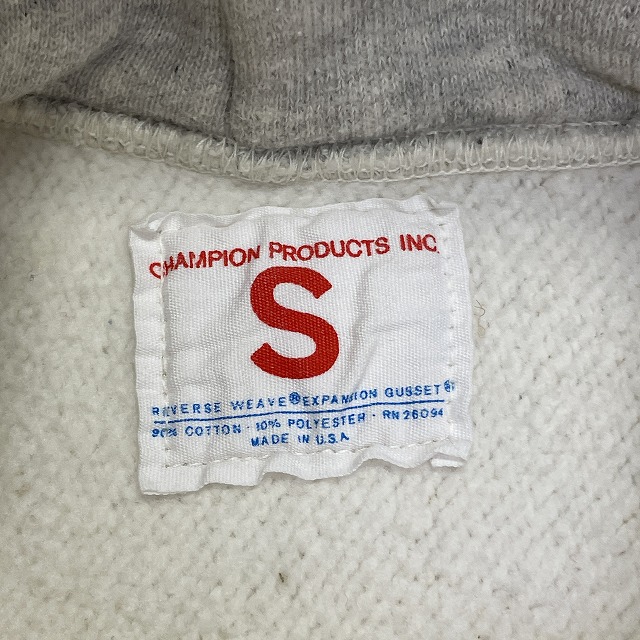 CHAMPION PRODUCTS INC.
S
REVERSE WEAVE® EXPANSION GUSSET®
90% COTTON · 10% POLYESTER · RN 26094
MADE IN U.S.A